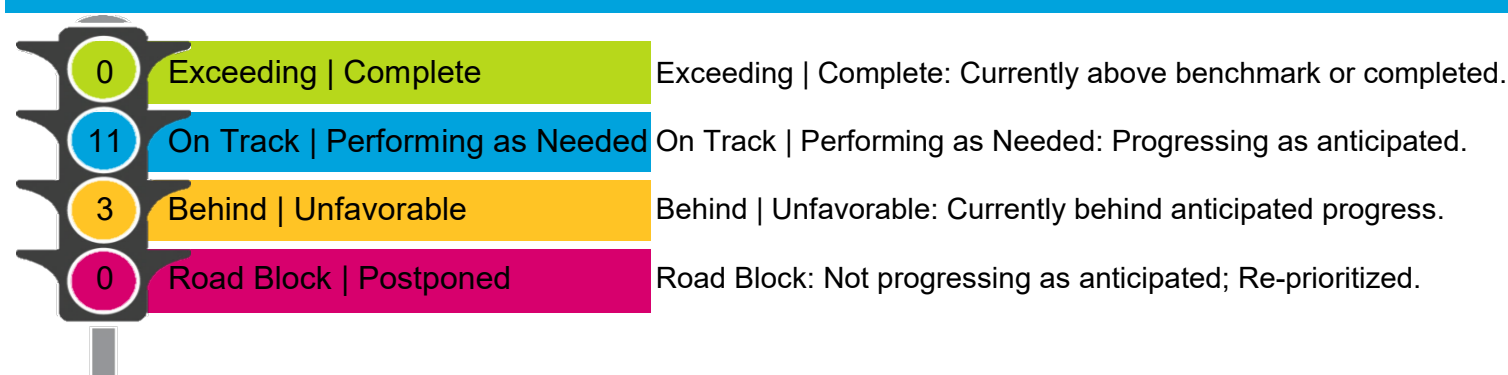 0 Exceeding | Complete Exceeding | Complete: Currently above benchmark or completed.
11 On Track | Performing as Needed On Track | Performing as Needed: Progressing as anticipated.
3 Behind | Unfavorable Behind | Unfavorable: Currently behind anticipated progress.
0 Road Block | Postponed Road Block: Not progressing as anticipated; Re-prioritized.